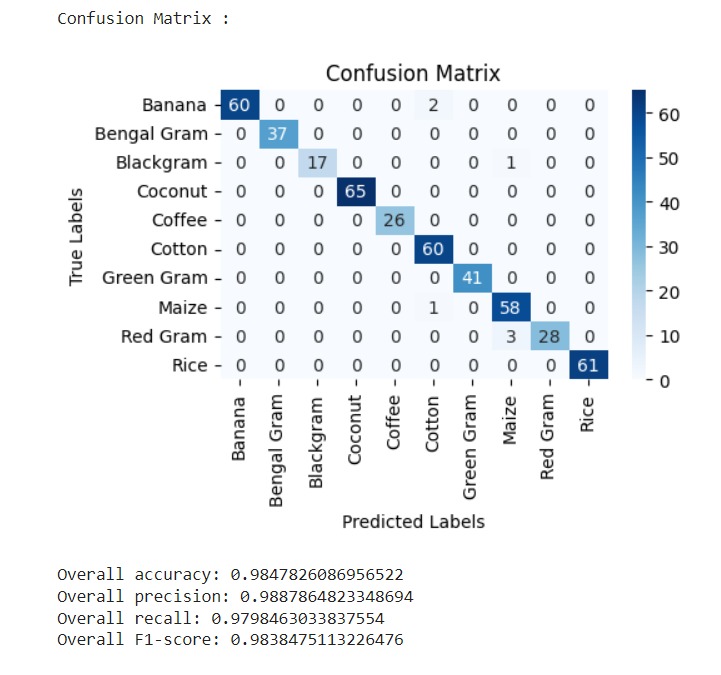 Confusion Matrix :
Confusion Matrix
Banana 60 0 0 0 0 2 0 0 0 0
Bengal Gram 0 37 0 0 0 0 0 0 0 0
Blackgram 0 0 17 0 0 0 0 1 0 0
Coconut 0 0 0 65 0 0 0 0 0 0
Coffee 0 0 0 0 26 0 0 0 0 0
Cotton 0 0 0 0 0 60 0 0 0 0
Green Gram 0 0 0 0 0 0 41 0 0 0
Maize 0 0 0 0 0 1 0 58 0 0
Red Gram 0 0 0 0 0 0 0 3 28 0
Rice 0 0 0 0 0 0 0 0 0 61
True Labels
Banana
Bengal Gram
Blackgram
Coconut
Coffee
Cotton
Green Gram
Maize
Red Gram
Rice
Predicted Labels
60
50
40
30
20
10
0
Overall accuracy: 0.9847826086956522
Overall precision: 0.9887864823348694
Overall recall: 0.9798463033837554
Overall F1-score: 0.9838475113226476